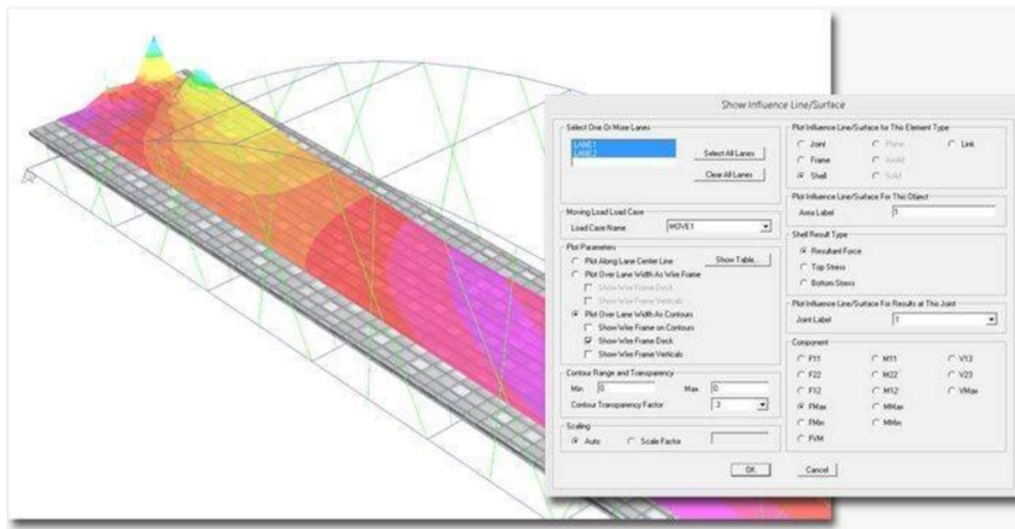 Show Influence Line/Surface
Select One Or More Lanes
LANE1
LANE2
Select All Lanes
Clear All Lanes
Moving Load Load Case
Load Case Name MOVE1
Plot Parameters
Plot Along Lane Center Line Show Table...
Plot Over Lane Width As Wire Frame
Show Wire Frame Deck
Show Wire Frame Verticals
Plot Over Lane Width As Contours
Show Wire Frame on Contours
Show Wire Frame Deck
Show Wire Frame Verticals
Contour Range and Transparency
Min 0. Max 0.
Contour Transparency Factor .3
Scaling
Auto Scale Factor
Plot Influence Line/Surface for This Element Type
Joint Plane Link
Frame Asolid
Shell Solid
Plot Influence Line/Surface For This Object
Area Label 1
Shell Result Type
Resultant Force
Top Stress
Bottom Stress
Plot Influence Line/Surface For Results at This Joint
Joint Label 1
Component
F11 M11 V13
F22 M22 V23
F12 M12 VMax
FMax MMax
FMin MMin
FVM
OK Cancel